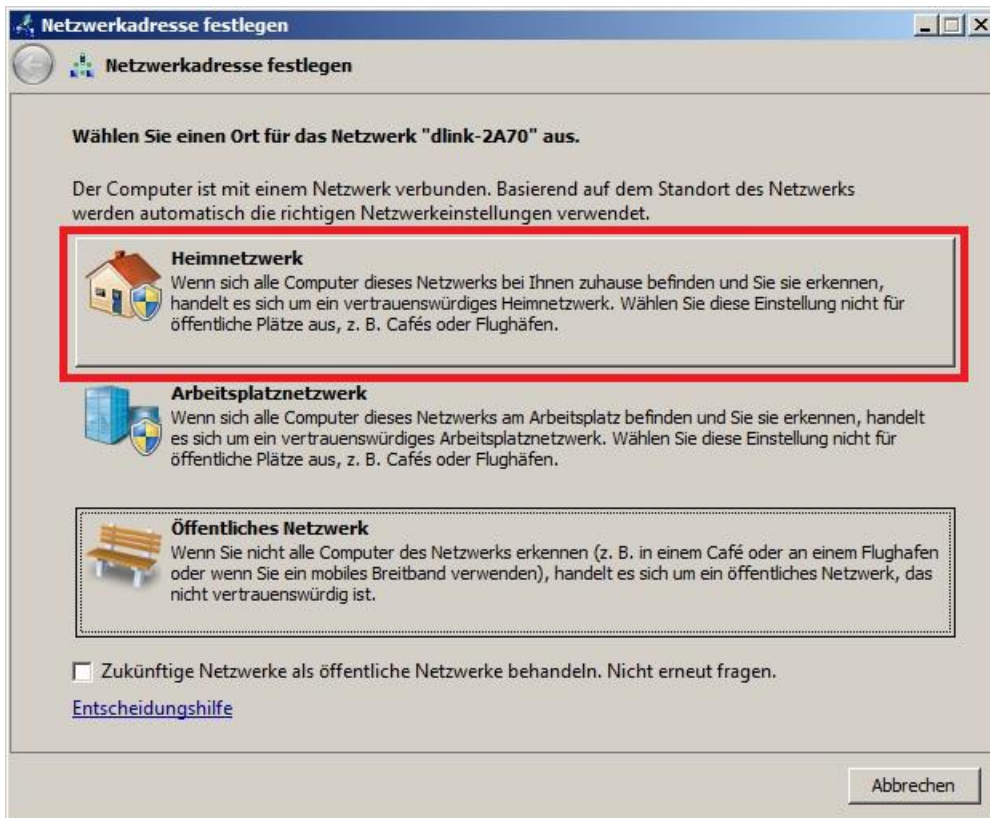 Netzwerkadresse festlegen
Netzwerkadresse festlegen
Wählen Sie einen Ort für das Netzwerk "dlink-2A70" aus.
Der Computer ist mit einem Netzwerk verbunden. Basierend auf dem Standort des Netzwerks
werden automatisch die richtigen Netzwerkeinstellungen verwendet.
Heimnetzwerk
Wenn sich alle Computer dieses Netzwerks bei Ihnen zuhause befinden und Sie sie erkennen,
handelt es sich um ein vertrauenswürdiges Heimnetzwerk. Wählen Sie diese Einstellung nicht für
öffentliche Plätze aus, z. B. Cafés oder Flughäfen.
Arbeitsplatznetzwerk
Wenn sich alle Computer dieses Netzwerks am Arbeitsplatz befinden und Sie sie erkennen, handelt
es sich um ein vertrauenswürdiges Arbeitsplatznetzwerk. Wählen Sie diese Einstellung nicht für
öffentliche Plätze aus, z. B. Cafés oder Flughäfen.
Öffentliches Netzwerk
Wenn Sie nicht alle Computer des Netzwerks erkennen (z. B. in einem Café oder an einem Flughafen
oder wenn Sie ein mobiles Breitband verwenden), handelt es sich um ein öffentliches Netzwerk, das
nicht vertrauenswürdig ist.
Zukünftige Netzwerke als öffentliche Netzwerke behandeln. Nicht erneut fragen.
Entscheidungshilfe
Abbrechen